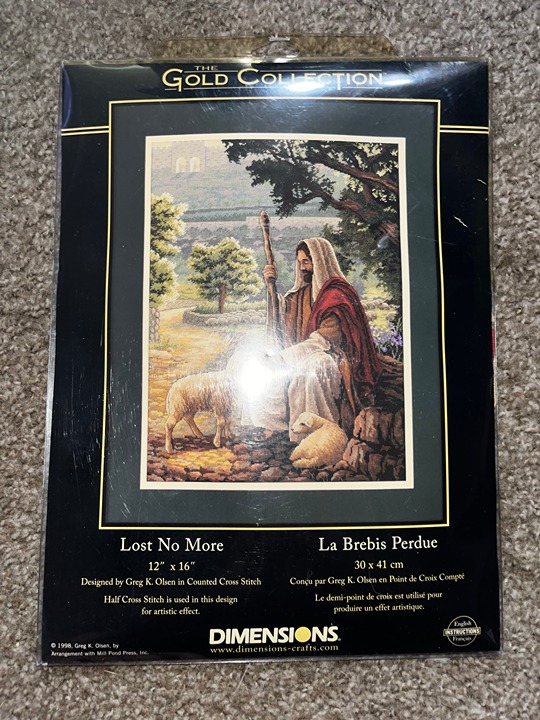 THE
GOLD COLLECTION
Lost No More
12" x 16"
Designed by Greg K. Olsen in Counted Cross Stitch
Half Cross Stitch is used in this design
for artistic effect.
La Brebis Perdue
30 x 41 cm
Conçu par Greg K. Olsen en Point de Croix Compté
Le demi-point de croix est utilisé pour
produire un effet artistique.
© 1998, Greg K. Olsen, by
Arrangement with Mill Pond Press, Inc.
DIMENSIONS®
www.dimensions-crafts.com
English
INSTRUCTIONS
Français